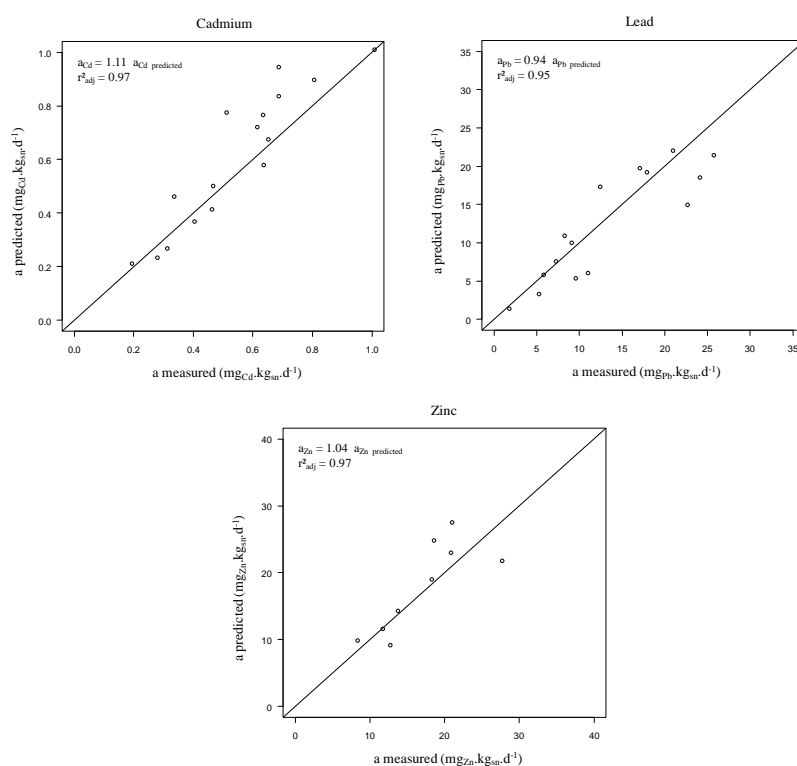 Cadmium
a_Cd = 1.11 a_Cd predicted
r²_adj = 0.97
a predicted (mg_Cd.kg_sn.d⁻¹)
1.0
0.8
0.6
0.4
0.2
0.0
0.0 0.2 0.4 0.6 0.8 1.0
a measured (mg_Cd.kg_sn.d⁻¹)
Lead
a_Pb = 0.94 a_Pb predicted
r²_adj = 0.95
a predicted (mg_Pb.kg_sn.d⁻¹)
35
30
25
20
15
10
5
0
0 5 10 15 20 25 30 35
a measured (mg_Pb.kg_sn.d⁻¹)
Zinc
a_Zn = 1.04 a_Zn predicted
r²_adj = 0.97
a predicted (mg_Zn.kg_sn.d⁻¹)
40
30
20
10
0
0 10 20 30 40
a measured (mg_Zn.kg_sn.d⁻¹)